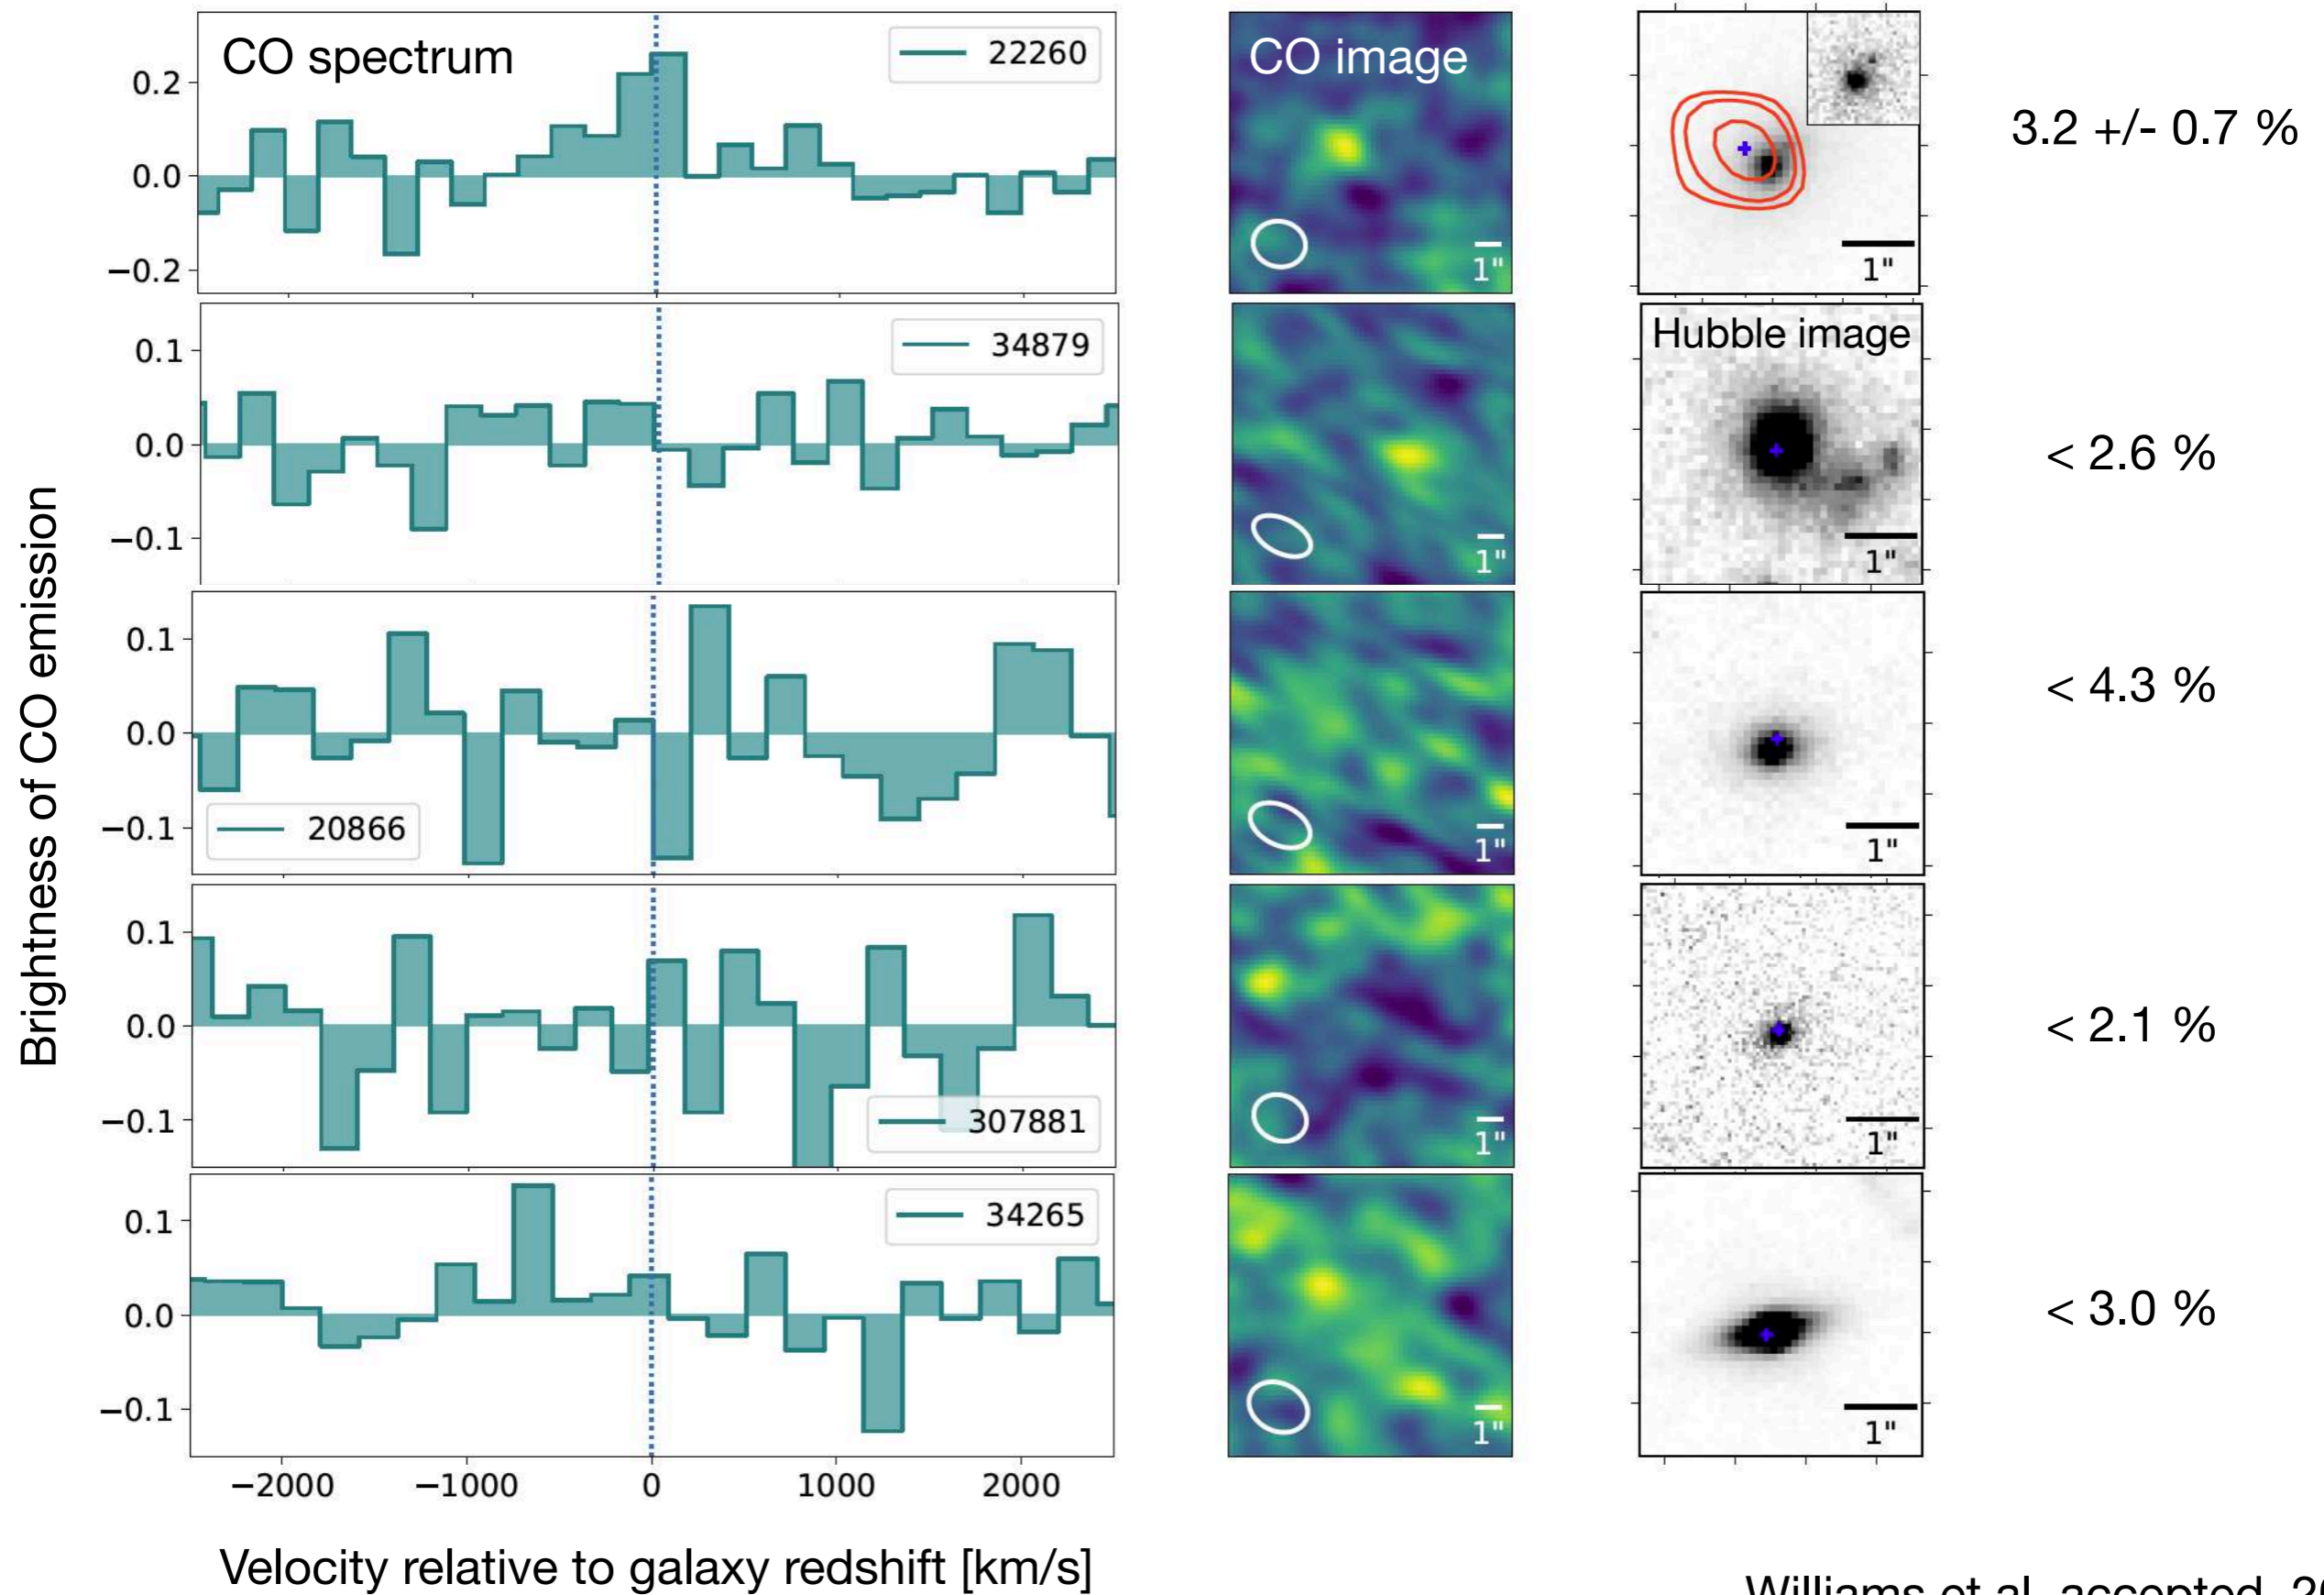 CO spectrum
22260
CO image
0.2
0.0
−0.2
1"
1"
3.2 +/- 0.7 %
34879
Hubble image
0.1
0.0
−0.1
1"
1"
< 2.6 %
Brightness of CO emission
0.1
0.0
−0.1
20866
1"
1"
< 4.3 %
0.1
0.0
−0.1
307881
1"
1"
< 2.1 %
34265
0.1
0.0
−0.1
1"
1"
< 3.0 %
−2000 −1000 0 1000 2000
Velocity relative to galaxy redshift [km/s]
Williams et al. accepted